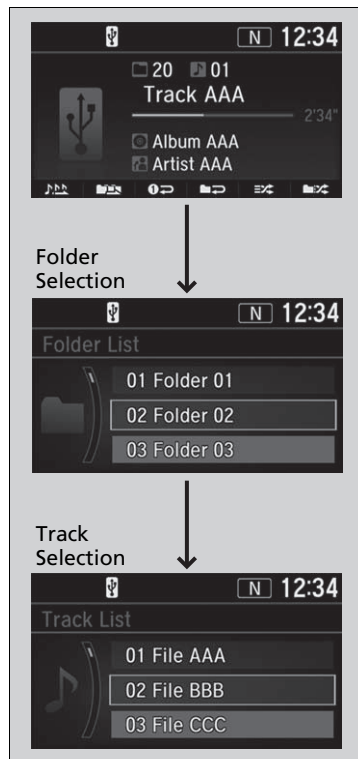 N 12:34
20 01
Track AAA
2'34"
Album AAA
Artist AAA
Folder
Selection
N 12:34
Folder List
01 Folder 01
02 Folder 02
03 Folder 03
Track
Selection
N 12:34
Track List
01 File AAA
02 File BBB
03 File CCC